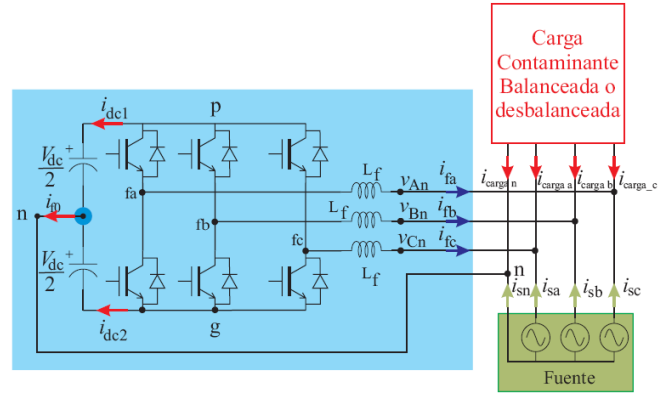 Carga
Contaminante
Balanceada o
desbalanceada
i_dc1
p
V_dc/2
+
fa
L_f
v_An
i_fa
i_carga n
i_carga a
i_carga b
i_carga_c
n
i_f0
fb
L_f
v_Bn
i_fb
V_dc/2
+
fc
L_f
v_Cn
i_fc
n
i_sn
i_sa
i_sb
i_sc
i_dc2
g
Fuente